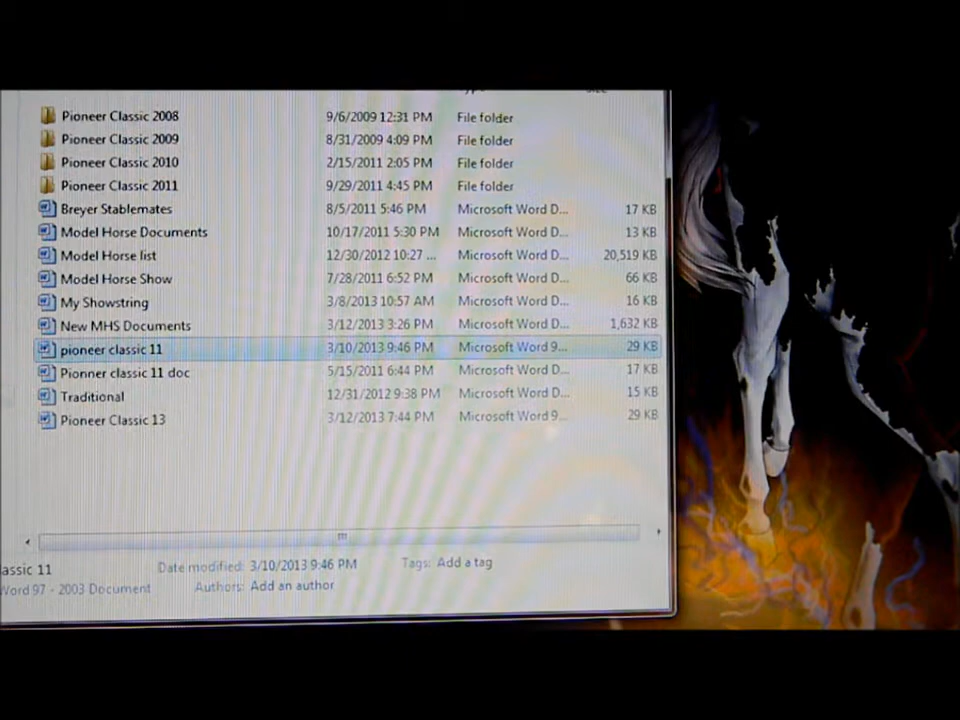 Pioneer Classic 2008 9/6/2009 12:31 PM File folder
Pioneer Classic 2009 8/31/2009 4:09 PM File folder
Pioneer Classic 2010 2/15/2011 2:05 PM File folder
Pioneer Classic 2011 9/29/2011 4:45 PM File folder
Breyer Stablemates 8/5/2011 5:46 PM Microsoft Word D... 17 KB
Model Horse Documents 10/17/2011 5:30 PM Microsoft Word D... 13 KB
Model Horse list 12/30/2012 10:27 ... Microsoft Word D... 20,519 KB
Model Horse Show 7/28/2011 6:52 PM Microsoft Word D... 66 KB
My Showstring 3/8/2013 10:57 AM Microsoft Word D... 16 KB
New MHS Documents 3/12/2013 3:26 PM Microsoft Word D... 1,632 KB
pioneer classic 11 3/10/2013 9:46 PM Microsoft Word 9... 29 KB
Pionner classic 11 doc 5/15/2011 6:44 PM Microsoft Word D... 17 KB
Traditional 12/31/2012 9:38 PM Microsoft Word D... 15 KB
Pioneer Classic 13 3/12/2013 7:44 PM Microsoft Word 9... 29 KB
assic 11 Date modified: 3/10/2013 9:46 PM Tags: Add a tag
Word 97 - 2003 Document Authors: Add an author